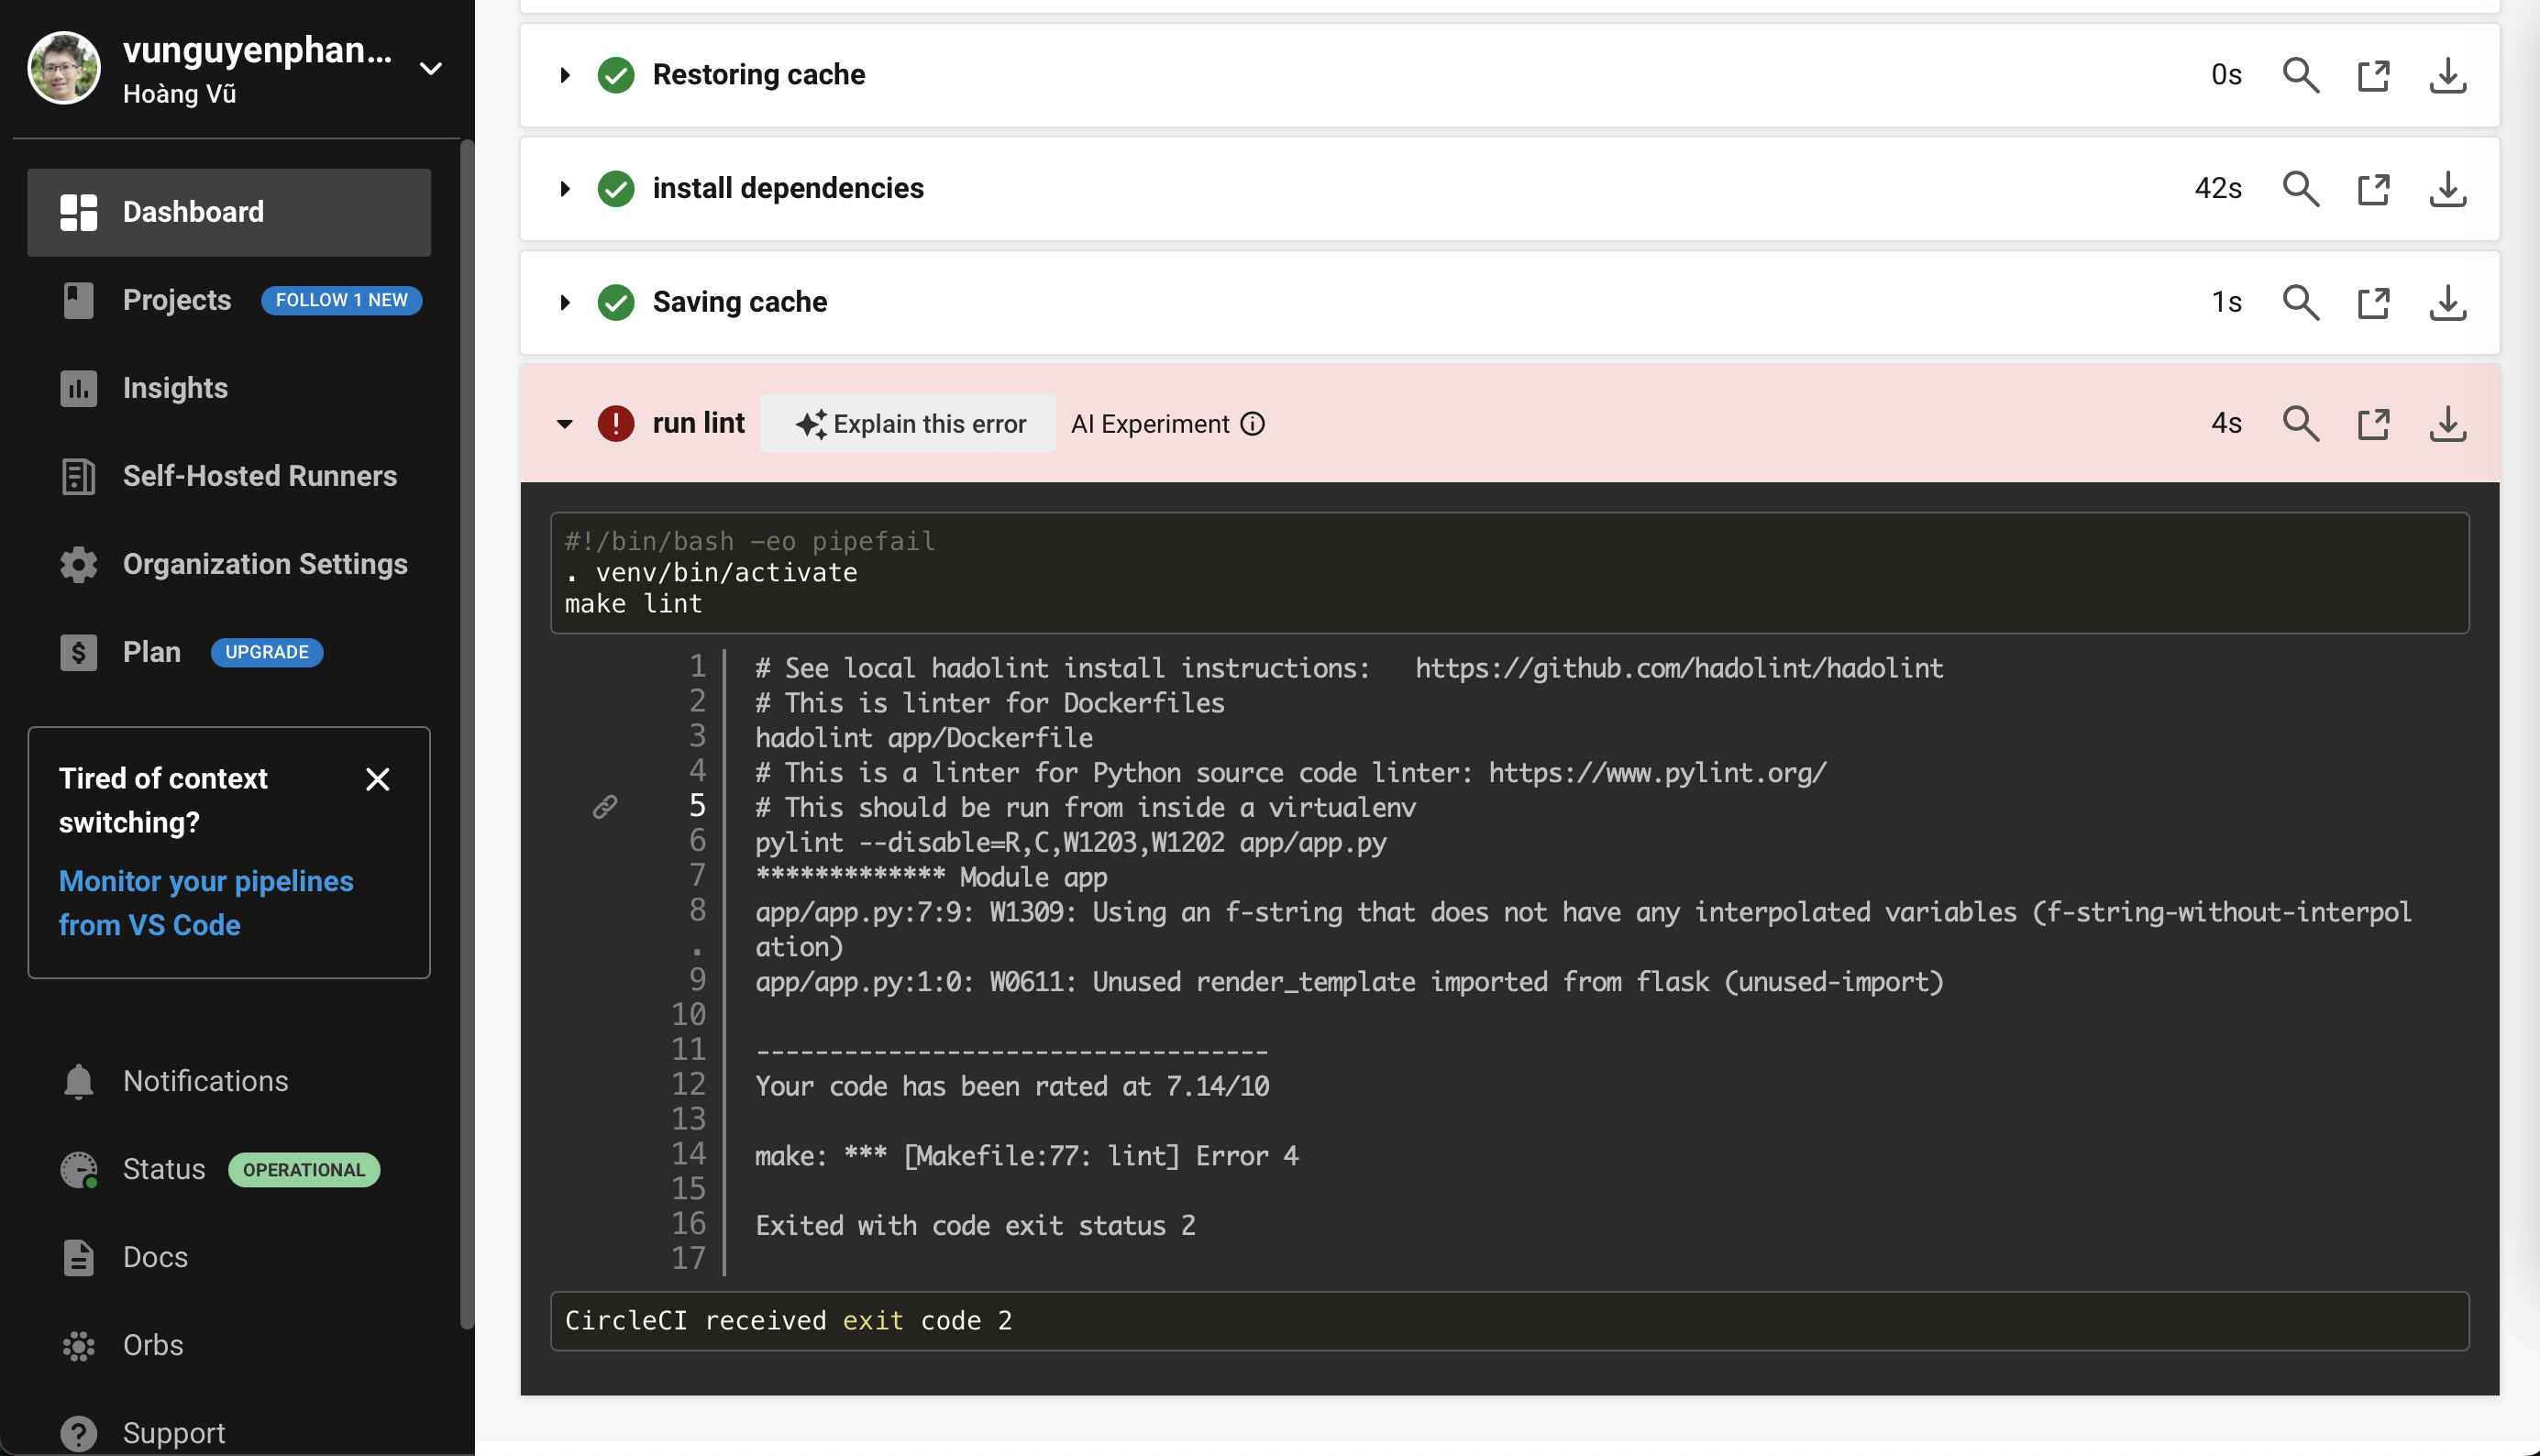 vunguyenphan...
Hoàng Vũ
Dashboard
Projects FOLLOW 1 NEW
Insights
Self-Hosted Runners
Organization Settings
Plan UPGRADE
Tired of context
switching?
Monitor your pipelines
from VS Code
Notifications
Status OPERATIONAL
Docs
Orbs
Support
Restoring cache 0s
install dependencies 42s
Saving cache 1s
run lint Explain this error AI Experiment 4s
#!/bin/bash -eo pipefail
. venv/bin/activate
make lint
1 # See local hadolint install instructions:   https://github.com/hadolint/hadolint
2 # This is linter for Dockerfiles
3 hadolint app/Dockerfile
4 # This is a linter for Python source code linter: https://www.pylint.org/
5 # This should be run from inside a virtualenv
6 pylint --disable=R,C,W1203,W1202 app/app.py
7 ************* Module app
8 app/app.py:7:9: W1309: Using an f-string that does not have any interpolated variables (f-string-without-interpol
. ation)
9 app/app.py:1:0: W0611: Unused render_template imported from flask (unused-import)
10
11 -----------------------------------
12 Your code has been rated at 7.14/10
13
14 make: *** [Makefile:77: lint] Error 4
15
16 Exited with code exit status 2
17
CircleCI received exit code 2